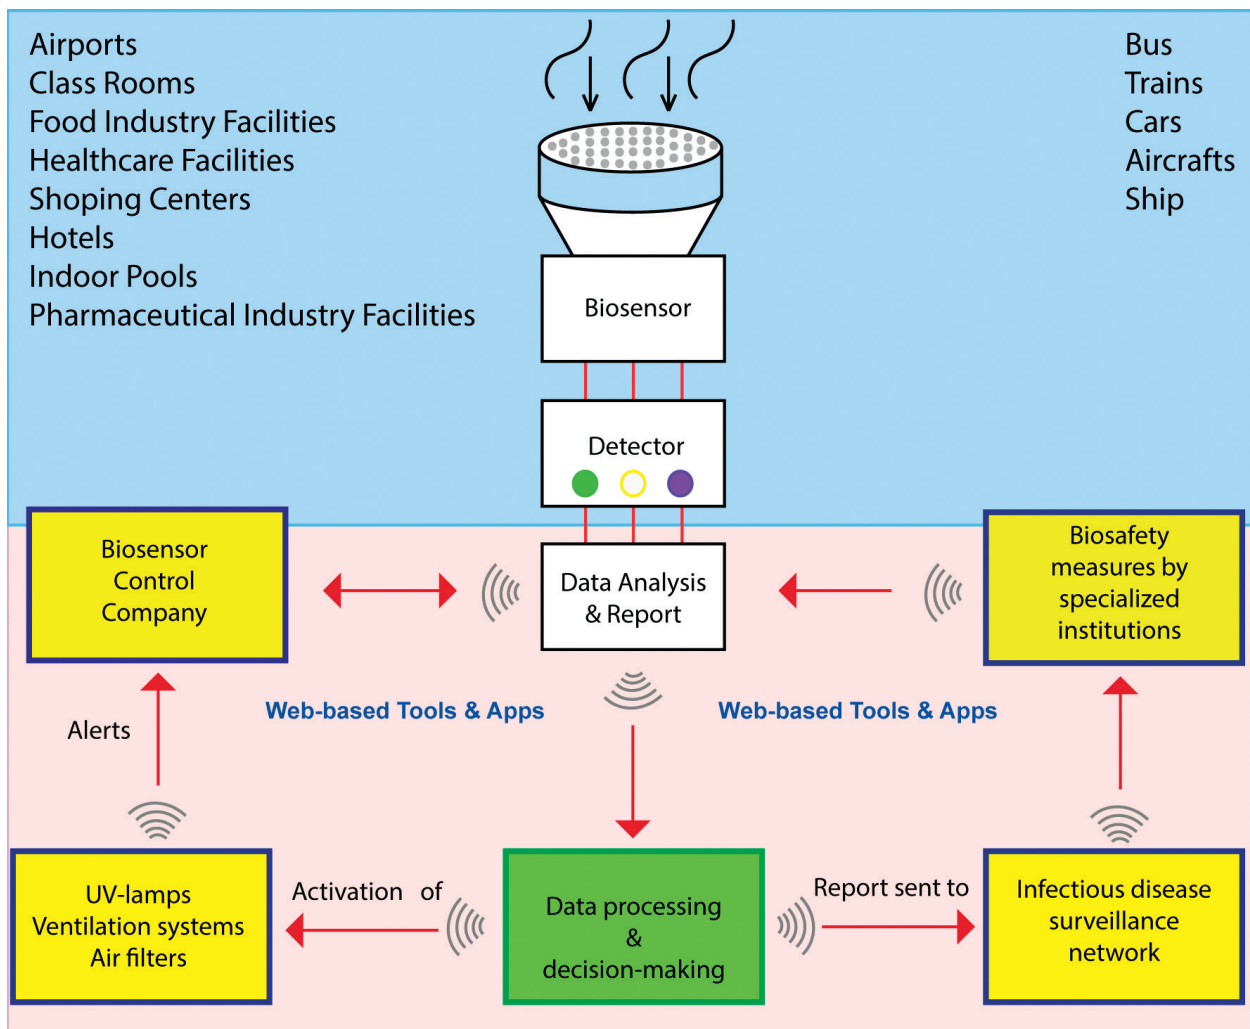 Airports
Class Rooms
Food Industry Facilities
Healthcare Facilities
Shoping Centers
Hotels
Indoor Pools
Pharmaceutical Industry Facilities
Bus
Trains
Cars
Aircrafts
Ship
Biosensor
Detector
Biosensor
Control
Company
Data Analysis
& Report
Biosafety
measures by
specialized
institutions
Alerts
Web-based Tools & Apps
Web-based Tools & Apps
UV-lamps
Ventilation systems
Air filters
Activation of
Data processing
&
decision-making
Report sent to
Infectious disease
surveillance
network